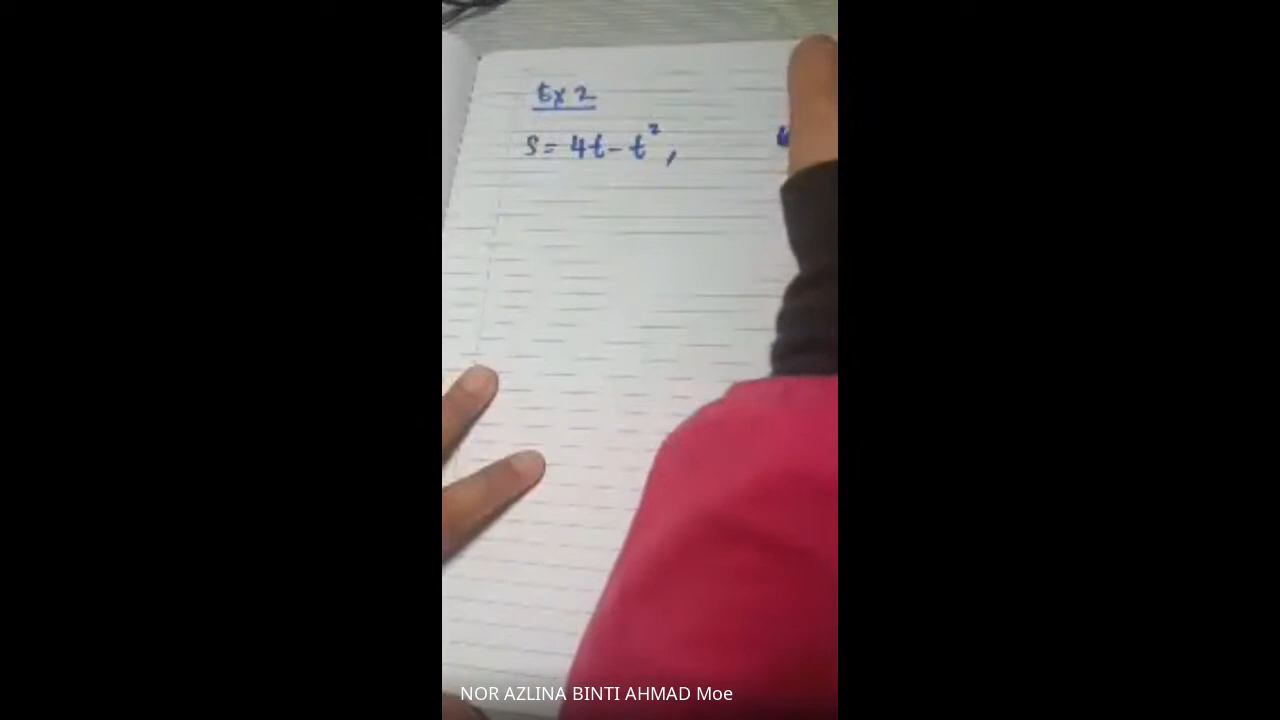 Ex 2
S = 4t - t²,
NOR AZLINA BINTI AHMAD Moe